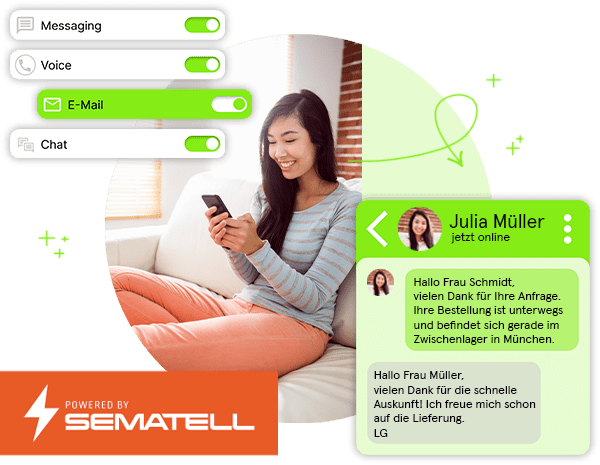 Messaging
Voice
E-Mail
Chat
Julia Müller
jetzt online
Hallo Frau Schmidt,
vielen Dank für Ihre Anfrage.
Ihre Bestellung ist unterwegs
und befindet sich gerade im
Zwischenlager in München.
Hallo Frau Müller,
vielen Dank für die schnelle
Auskunft! Ich freue mich schon
auf die Lieferung.
LG
POWERED BY
SEMATELL